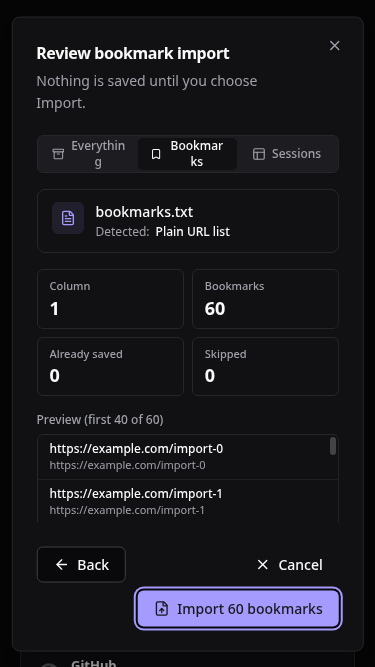 Review bookmark import
Nothing is saved until you choose
Import.
Everythin
g
Bookmar
ks
Sessions
bookmarks.txt
Detected: Plain URL list
Column
1
Bookmarks
60
Already saved
0
Skipped
0
Preview (first 40 of 60)
https://example.com/import-0
https://example.com/import-0
https://example.com/import-1
https://example.com/import-1
Back
Cancel
Import 60 bookmarks
GitHub